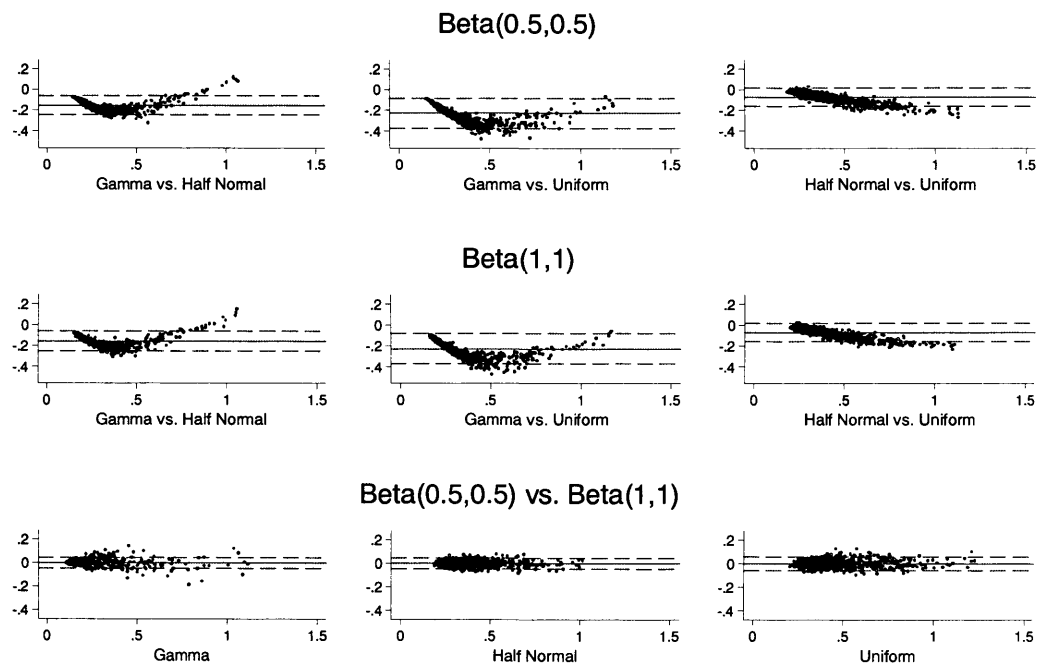 Beta(0.5,0.5)
.2
0
-.2
-.4
0 .5 1 1.5
Gamma vs. Half Normal
.2
0
-.2
-.4
0 .5 1 1.5
Gamma vs. Uniform
.2
0
-.2
-.4
0 .5 1 1.5
Half Normal vs. Uniform
Beta(1,1)
.2
0
-.2
-.4
0 .5 1 1.5
Gamma vs. Half Normal
.2
0
-.2
-.4
0 .5 1 1.5
Gamma vs. Uniform
.2
0
-.2
-.4
0 .5 1 1.5
Half Normal vs. Uniform
Beta(0.5,0.5) vs. Beta(1,1)
.2
0
-.2
-.4
0 .5 1 1.5
Gamma
.2
0
-.2
-.4
0 .5 1 1.5
Half Normal
.2
0
-.2
-.4
0 .5 1 1.5
Uniform